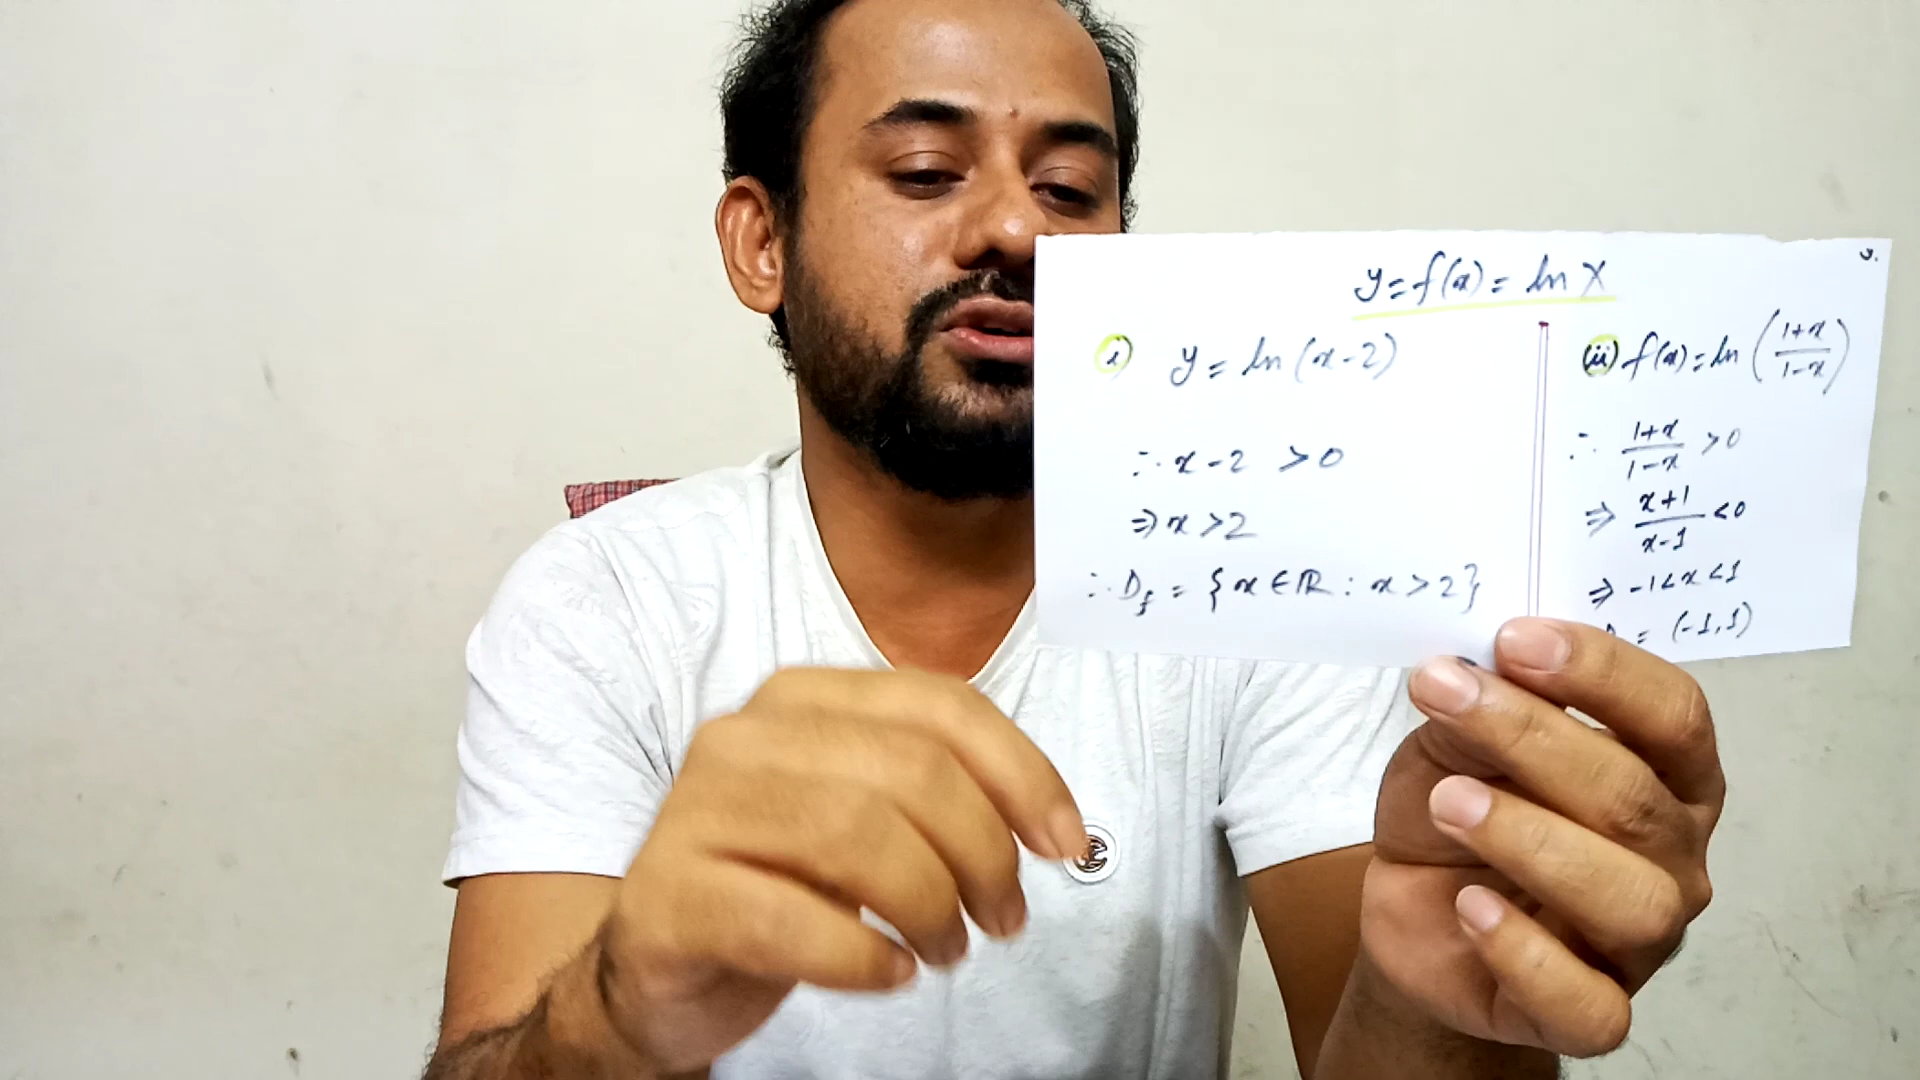 y.
y=f(x)= ln X
i) y = ln (x-2)
∴ x-2 >0
⇒ x>2
∴ D_f = {x∈ℝ : x>2}
(ii) f(x)=ln ((1+x)/(1-x))
∴ (1+x)/(1-x) >0
⇒ (x+1)/(x-1) <0
⇒ -1<x<1
= (-1,1)